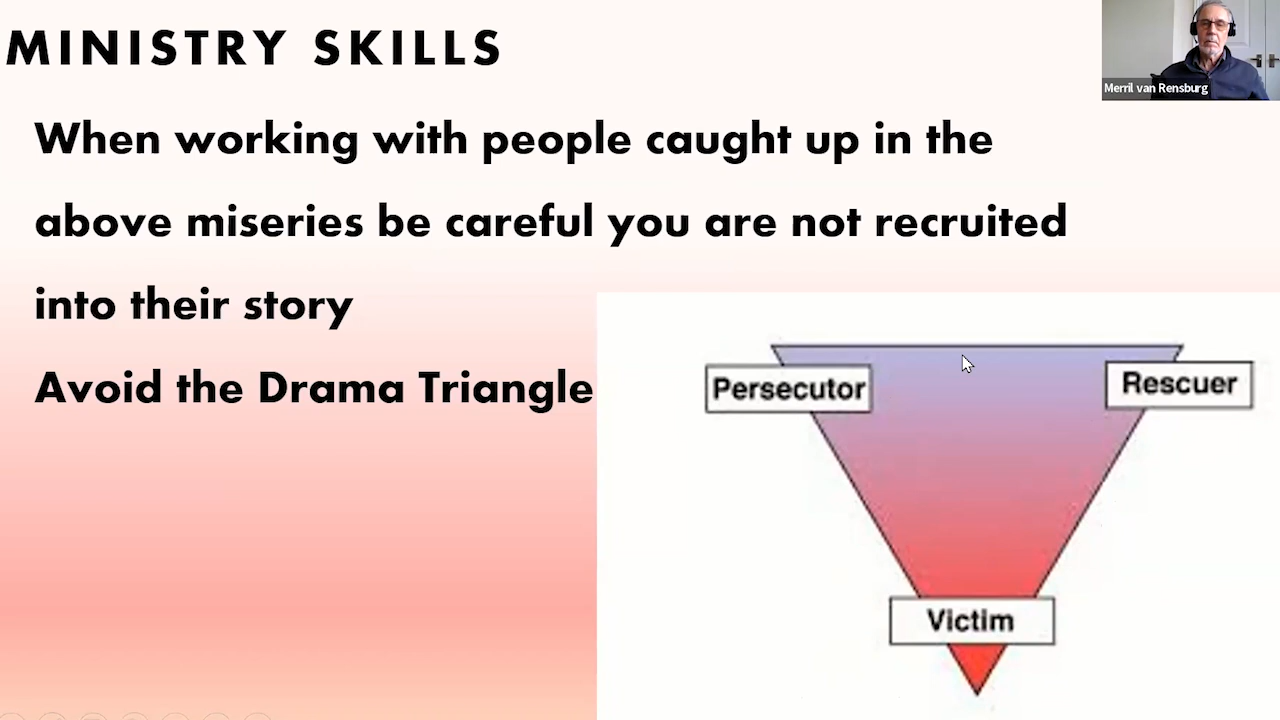 MINISTRY SKILLS
Merril van Rensburg
When working with people caught up in the
above miseries be careful you are not recruited
into their story
Avoid the Drama Triangle
Persecutor
Rescuer
Victim